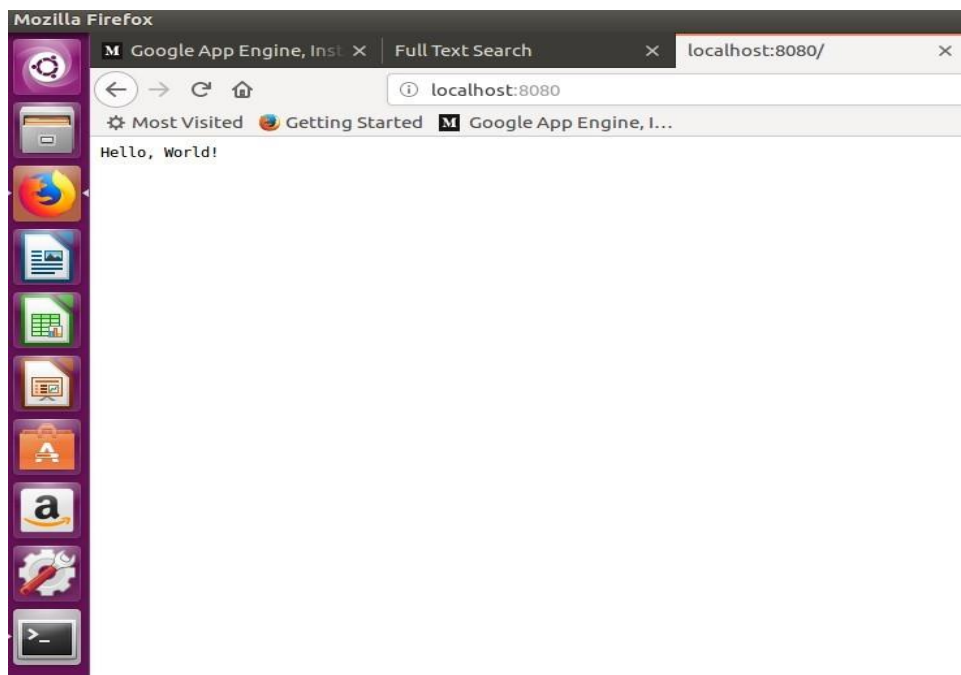 Mozilla Firefox
M Google App Engine, Inst Full Text Search localhost:8080/
localhost:8080
Most Visited Getting Started M Google App Engine, I...
Hello, World!
A
a
>_